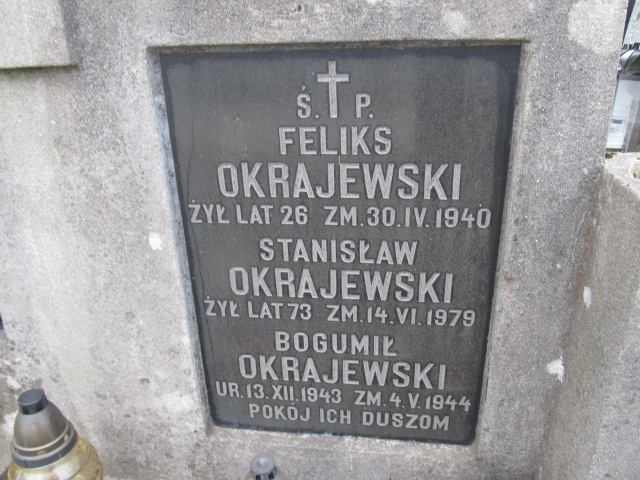 Ś. P.
FELIKS
OKRAJEWSKI
ŻYŁ LAT 26 ZM. 30. IV. 1940
STANISŁAW
OKRAJEWSKI
ŻYŁ LAT 73 ZM. 14. VI. 1979
BOGUMIŁ
OKRAJEWSKI
UR. 13. XII. 1943 ZM. 4. V. 1944
POKÓJ ICH DUSZOM